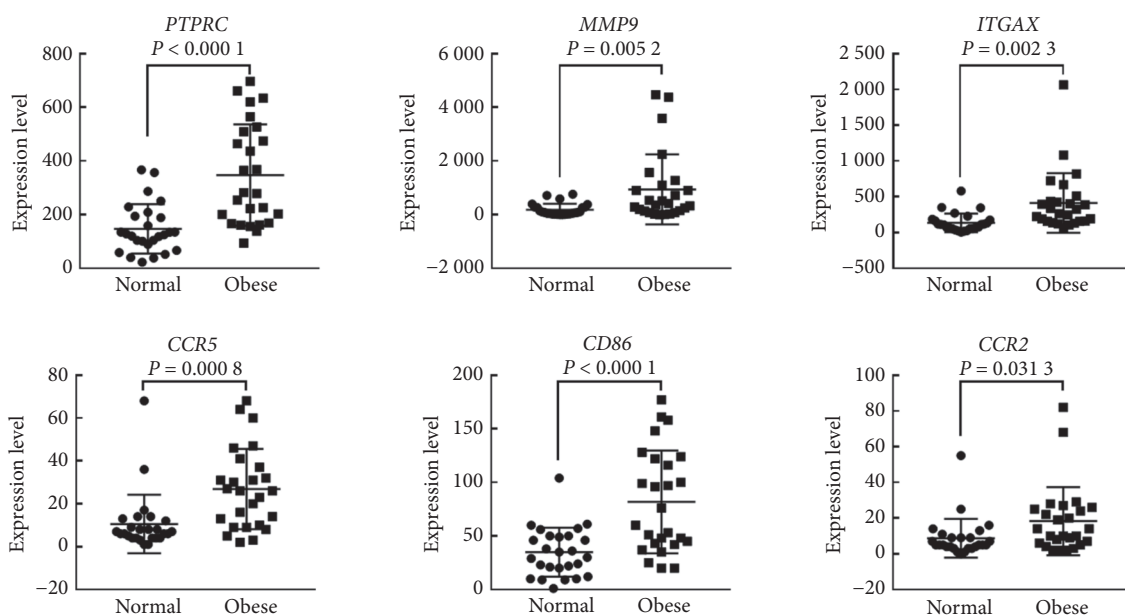 PTPRC
P < 0.000 1
Expression level
800
600
400
200
0
Normal
Obese
MMP9
P = 0.005 2
Expression level
6 000
4 000
2 000
0
−2 000
Normal
Obese
ITGAX
P = 0.002 3
Expression level
2 500
2 000
1 500
1 000
500
0
−500
Normal
Obese
CCR5
P = 0.000 8
Expression level
80
60
40
20
0
−20
Normal
Obese
CD86
P < 0.000 1
Expression level
200
150
100
50
0
Normal
Obese
CCR2
P = 0.031 3
Expression level
100
80
60
40
20
0
−20
Normal
Obese